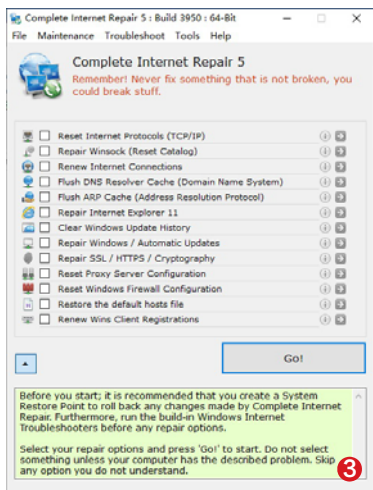 Complete Internet Repair 5 : Build 3950 : 64-Bit
File Maintenance Troubleshoot Tools Help
Complete Internet Repair 5
Remember! Never fix something that is not broken, you
could break stuff.
Reset Internet Protocols (TCP/IP)
Repair Winsock (Reset Catalog)
Renew Internet Connections
Flush DNS Resolver Cache (Domain Name System)
Flush ARP Cache (Address Resolution Protocol)
Repair Internet Explorer 11
Clear Windows Update History
Repair Windows / Automatic Updates
Repair SSL / HTTPS / Cryptography
Reset Proxy Server Configuration
Reset Windows Firewall Configuration
Restore the default hosts file
Renew Wins Client Registrations
Go!
Before you start; it is recommended that you create a System
Restore Point to roll back any changes made by Complete Internet
Repair. Furthermore, run the build-in Windows Internet
Troubleshooters before any repair options.
Select your repair options and press 'Go!' to start. Do not select
something unless your computer has the described problem. Skip
any option you do not understand.
3